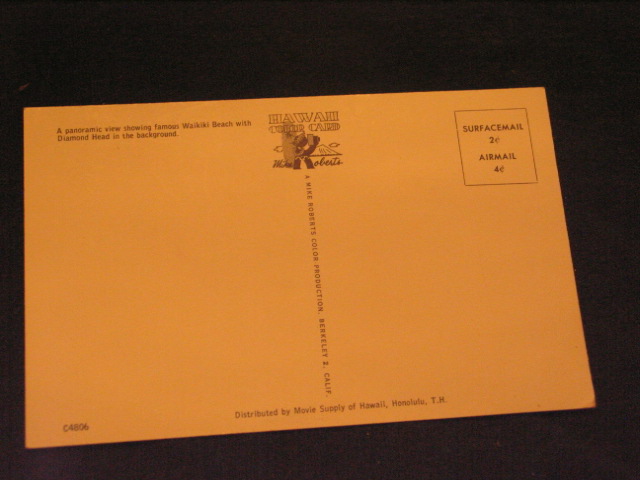 A panoramic view showing famous Waikiki Beach with
Diamond Head in the background.
HAWAII
COLOR CARD
Mike Roberts
SURFACEMAIL
2¢
AIRMAIL
4¢
A MIKE ROBERTS COLOR PRODUCTION, BERKELEY 2, CALIF.
Distributed by Movie Supply of Hawaii, Honolulu, T.H.
C4806